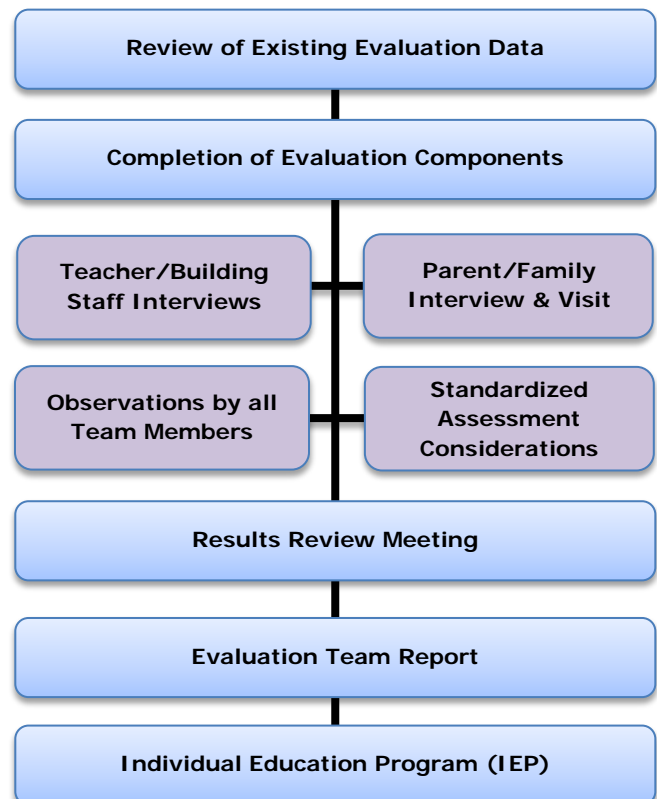 Review of Existing Evaluation Data
Completion of Evaluation Components
Teacher/Building
Staff Interviews
Parent/Family
Interview & Visit
Observations by all
Team Members
Standardized
Assessment
Considerations
Results Review Meeting
Evaluation Team Report
Individual Education Program (IEP)